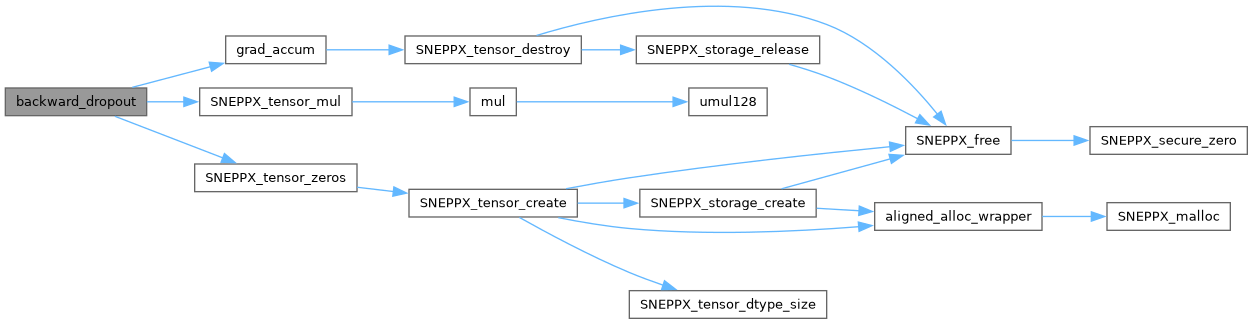 backward_dropout
grad_accum
SNEPPX_tensor_mul
SNEPPX_tensor_zeros
SNEPPX_tensor_destroy
mul
SNEPPX_tensor_create
SNEPPX_storage_release
umul128
SNEPPX_storage_create
SNEPPX_tensor_dtype_size
SNEPPX_free
aligned_alloc_wrapper
SNEPPX_secure_zero
SNEPPX_malloc